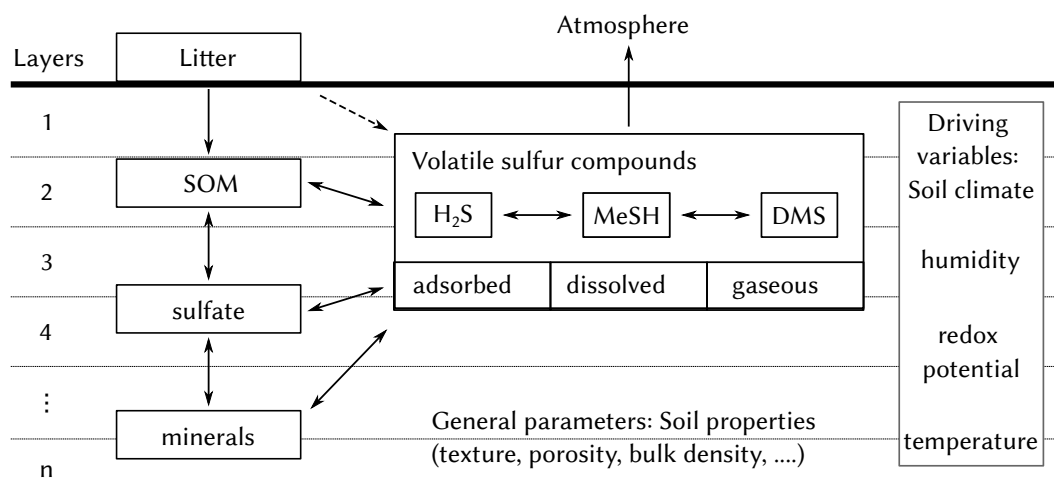 Atmosphere
Layers
Litter
1
2
3
4
⋮
n
SOM
sulfate
minerals
Volatile sulfur compounds
H₂S
MeSH
DMS
adsorbed
dissolved
gaseous
General parameters: Soil properties
(texture, porosity, bulk density, ....)
Driving
variables:
Soil climate
humidity
redox
potential
temperature